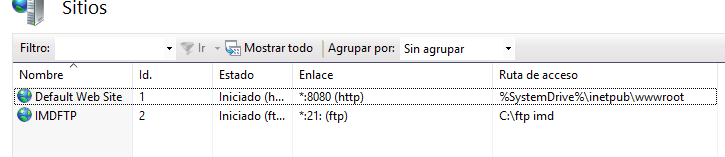 Sitios
Filtro: Ir Mostrar todo Agrupar por: Sin agrupar
Nombre Id. Estado Enlace Ruta de acceso
Default Web Site 1 Iniciado (h... *:8080 (http) %SystemDrive%\inetpub\wwwroot
IMDFTP 2 Iniciado (ft... *:21: (ftp) C:\ftp imd